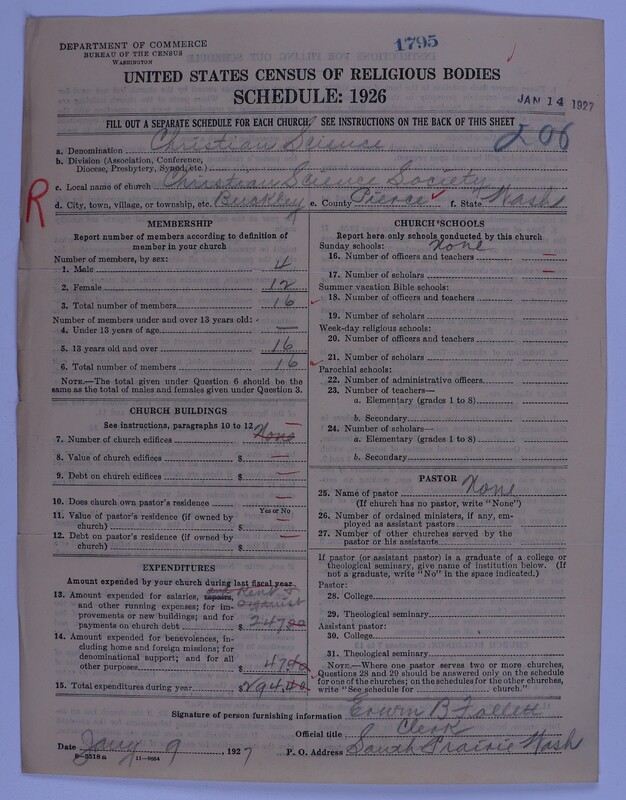 DEPARTMENT OF COMMERCE
BUREAU OF THE CENSUS
WASHINGTON
1795
UNITED STATES CENSUS OF RELIGIOUS BODIES
SCHEDULE: 1926
JAN 14 1927
FILL OUT A SEPARATE SCHEDULE FOR EACH CHURCH. SEE INSTRUCTIONS ON THE BACK OF THIS SHEET
206
a. Denomination Christian Science
b. Division (Association, Conference,
Diocese, Presbytery, Synod, etc.)
c. Local name of church Christian Science Society
R
d. City, town, village, or township, etc. Buckley e. County Pierce f. State Wash
MEMBERSHIP
Report number of members according to definition of
member in your church
Number of members, by sex:
1. Male 4
2. Female 12
3. Total number of members 16
Number of members under and over 13 years old:
4. Under 13 years of age —
5. 13 years old and over 16
6. Total number of members 16
NOTE.—The total given under Question 6 should be the
same as the total of males and females given under Question 3.
CHURCH BUILDINGS
See instructions, paragraphs 10 to 12
7. Number of church edifices None
8. Value of church edifices $ —
9. Debt on church edifices $ —
10. Does church own pastor's residence —
Yes or No
11. Value of pastor's residence (if owned by
church) $ —
12. Debt on pastor's residence (if owned by
church) $ —
EXPENDITURES
Amount expended by your church during last fiscal year
13. Amount expended for salaries, repairs, Rent &
and other running expenses; for im- organist
provements or new buildings; and for
payments on church debt $ 247.00
14. Amount expended for benevolences, in-
cluding home and foreign missions; for
denominational support; and for all
other purposes $ 47.40
15. Total expenditures during year $294.40
CHURCH SCHOOLS
Report here only schools conducted by this church
Sunday schools: None
16. Number of officers and teachers —
17. Number of scholars —
Summer vacation Bible schools:
18. Number of officers and teachers
19. Number of scholars
Week-day religious schools:
20. Number of officers and teachers
21. Number of scholars
Parochial schools:
22. Number of administrative officers
23. Number of teachers—
a. Elementary (grades 1 to 8)
b. Secondary
24. Number of scholars—
a. Elementary (grades 1 to 8)
b. Secondary
PASTOR
25. Name of pastor None
(If church has no pastor, write "None")
26. Number of ordained ministers, if any, em-
ployed as assistant pastors
27. Number of other churches served by the
pastor or his assistants
If pastor (or assistant pastor) is a graduate of a college or
theological seminary, give name of institution below. (If
not a graduate, write "No" in the space indicated.)
Pastor:
28. College
29. Theological seminary
Assistant pastor:
30. College
31. Theological seminary
NOTE.—Where one pastor serves two or more churches,
Questions 28 and 29 should be answered only on the schedule
for one of the churches; on the schedules for the other churches,
write "See schedule for church."
Signature of person furnishing information Erwin B Follett
Official title Clerk
Date Jany 9, 1927 P. O. Address South Prairie Wash
8-5518a 11-8664